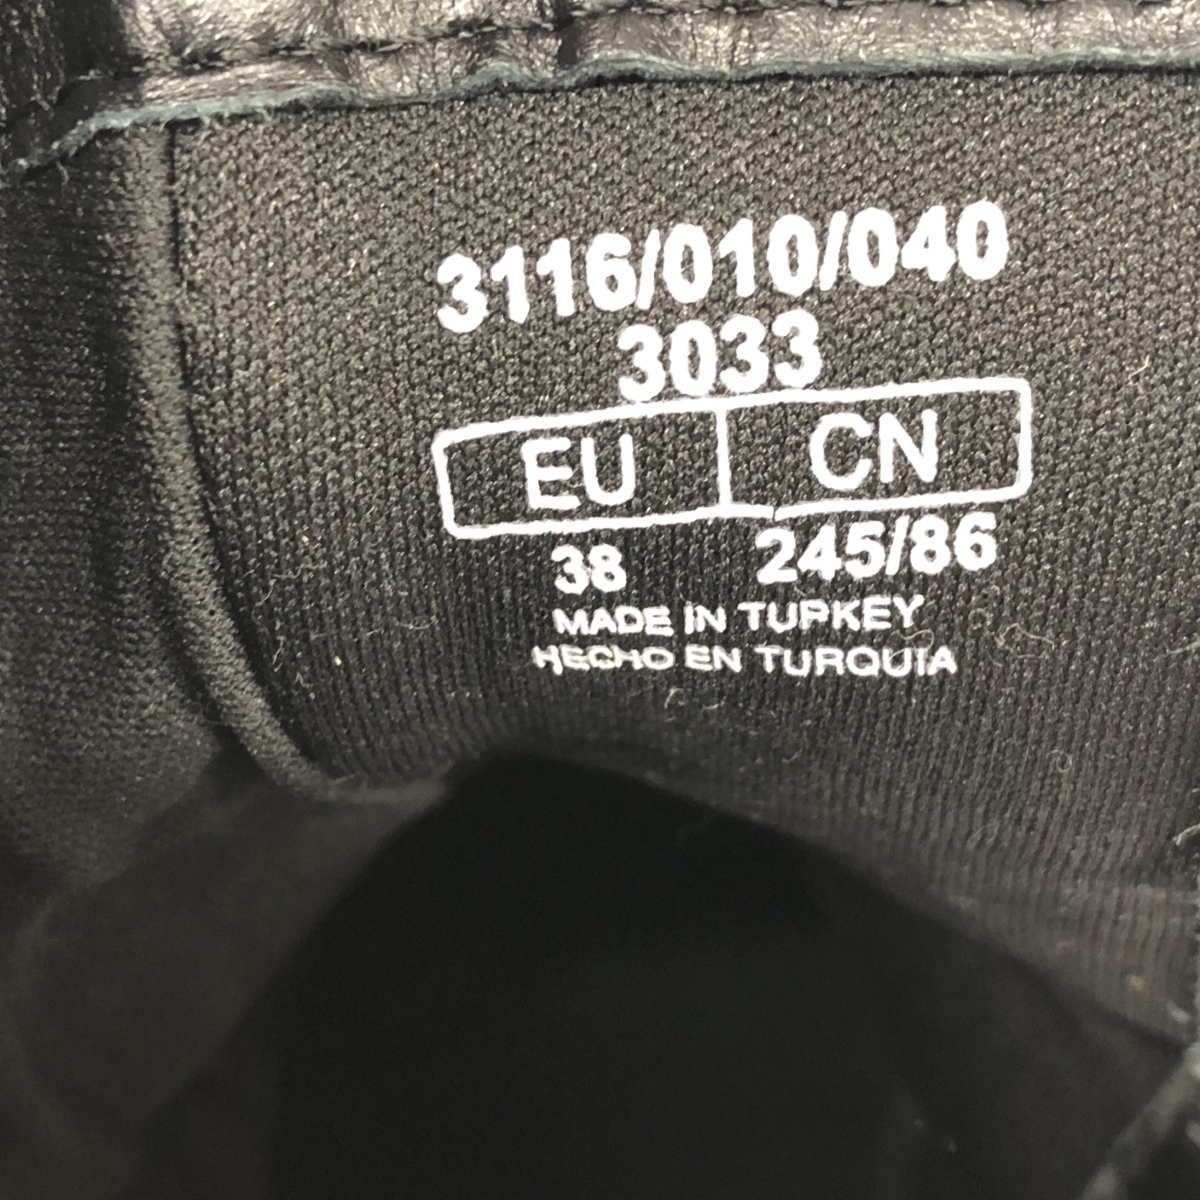 3116/010/040
3033
EU CN
38 245/86
MADE IN TURKEY
HECHO EN TURQUIA